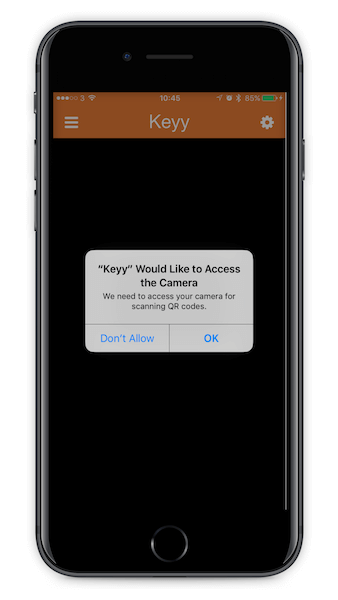 3 10:45 85%
Keyy
“Keyy” Would Like to Access
the Camera
We need to access your camera for
scanning QR codes.
Don’t Allow OK